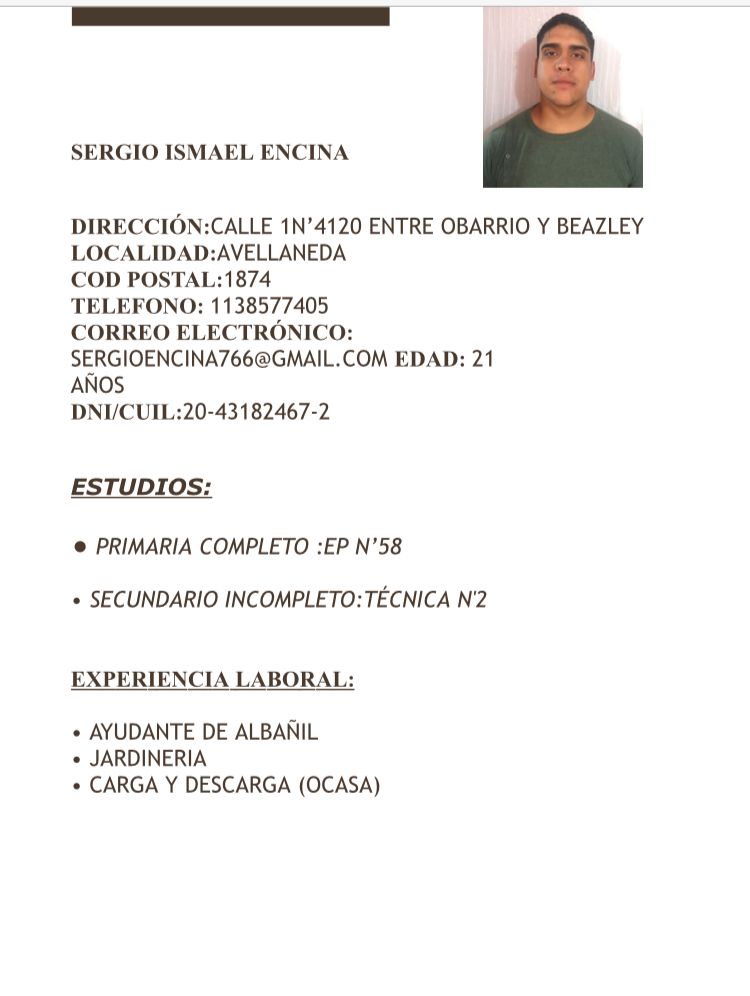 SERGIO ISMAEL ENCINA
DIRECCIÓN:CALLE 1N’4120 ENTRE OBARRIO Y BEAZLEY
LOCALIDAD:AVELLANEDA
COD POSTAL:1874
TELEFONO: 1138577405
CORREO ELECTRÓNICO:
SERGIOENCINA766@GMAIL.COM EDAD: 21
AÑOS
DNI/CUIL:20-43182467-2
ESTUDIOS:
● PRIMARIA COMPLETO :EP N’58
• SECUNDARIO INCOMPLETO:TÉCNICA N'2
EXPERIENCIA LABORAL:
• AYUDANTE DE ALBAÑIL
• JARDINERIA
• CARGA Y DESCARGA (OCASA)